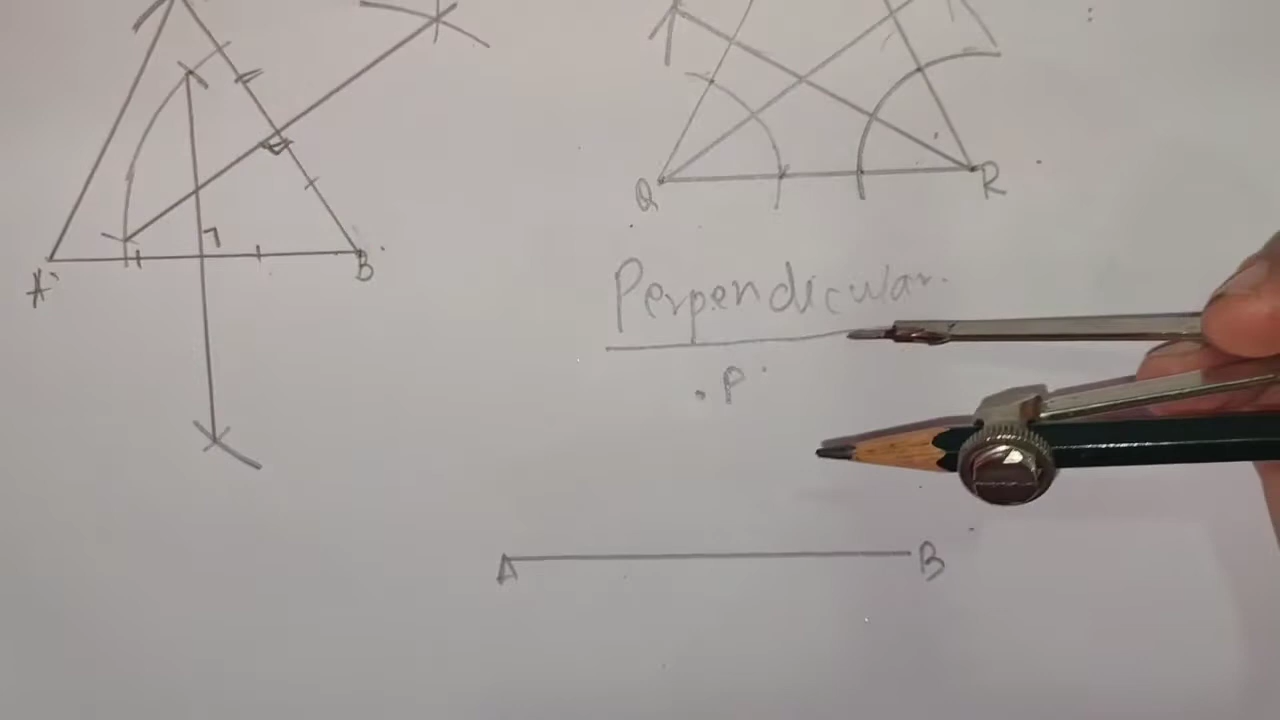 Q R
A B
Perpendicular.
. P
A B